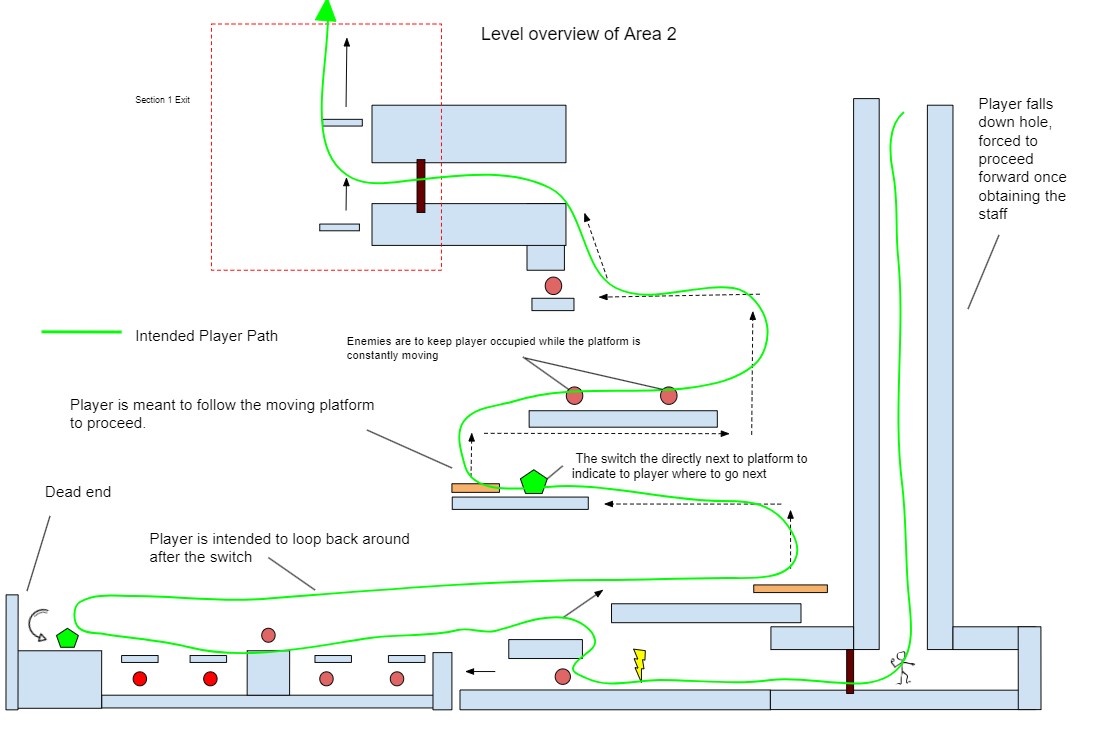 Level overview of Area 2
Section 1 Exit
Player falls
down hole,
forced to
proceed
forward once
obtaining the
staff
Intended Player Path
Enemies are to keep player occupied while the platform is
constantly moving
Player is meant to follow the moving platform
to proceed.
The switch the directly next to platform to
indicate to player where to go next
Dead end
Player is intended to loop back around
after the switch